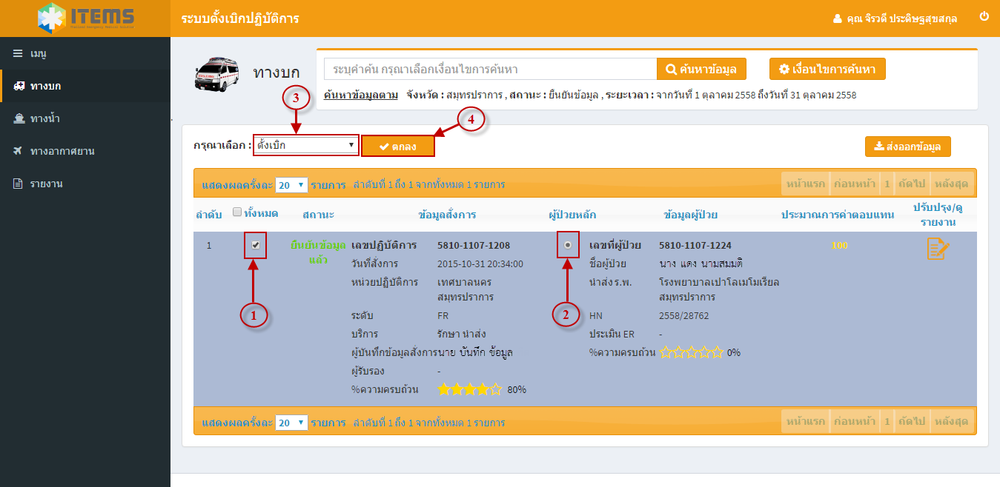 ITEMS
ระบบตั้งเบิกปฏิบัติการ
คุณ จิรวดี ประดิษฐสุขสกุล
เมนู
ทางบก
ทางน้ำ
ทางอากาศยาน
รายงาน
ทางบก
ระบุคำค้น กรุณาเลือกเงื่อนไขการค้นหา
ค้นหาข้อมูล
เงื่อนไขการค้นหา
ค้นหาข้อมูลตาม จังหวัด : สมุทรปราการ , สถานะ : ยืนยันข้อมูล , ระยะเวลา : จากวันที่ 1 ตุลาคม 2558 ถึงวันที่ 31 ตุลาคม 2558
3
4
กรุณาเลือก : ตั้งเบิก ตกลง
ส่งออกข้อมูล
แสดงผลครั้งละ 20 รายการ ลำดับที่ 1 ถึง 1 จากทั้งหมด 1 รายการ
หน้าแรก ก่อนหน้า 1 ถัดไป หลังสุด
ลำดับ ทั้งหมด สถานะ ข้อมูลสั่งการ ผู้ป่วยหลัก ข้อมูลผู้ป่วย ประมาณการค่าตอบแทน ปรับปรุง/ดู
รายงาน
1 ยืนยันข้อมูล เลขปฏิบัติการ 5810-1107-1208 เลขที่ผู้ป่วย 5810-1107-1224 100
แล้ว วันที่สั่งการ 2015-10-31 20:34:00 ชื่อผู้ป่วย นาง แดง นามสมมติ
หน่วยปฏิบัติการ เทศบาลนคร นำส่ง ร.พ. โรงพยาบาลเปาโลเมโมเรียล
สมุทรปราการ สมุทรปราการ
1
2
ระดับ FR HN 2558/28762
บริการ รักษา นำส่ง ประเมิน ER -
ผู้บันทึกข้อมูลสั่งการ นาย บันทึก ข้อมูล %ความครบถ้วน 0%
ผู้รับรอง -
%ความครบถ้วน 80%
แสดงผลครั้งละ 20 รายการ ลำดับที่ 1 ถึง 1 จากทั้งหมด 1 รายการ
หน้าแรก ก่อนหน้า 1 ถัดไป หลังสุด